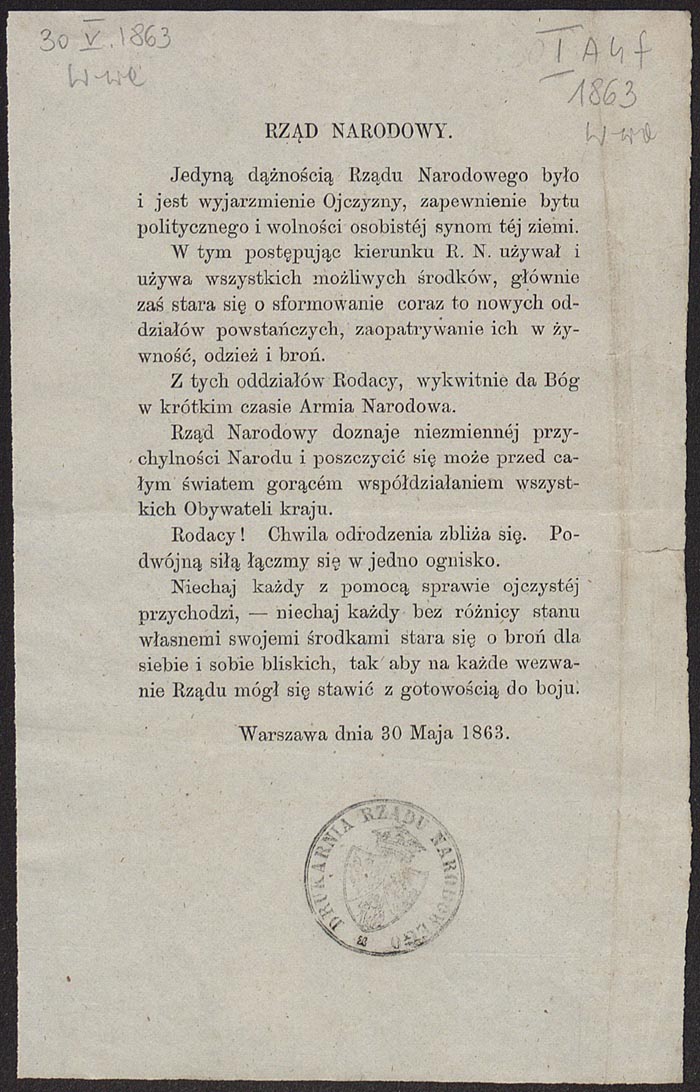 30 V. 1863
W-wa
I A 4 f
1863
W-wa
RZĄD NARODOWY.
Jedyną dążnością Rządu Narodowego było
i jest wyjarzmienie Ojczyzny, zapewnienie bytu
politycznego i wolności osobistéj synom téj ziemi.
W tym postępując kierunku R. N. używał i
używa wszystkich możliwych środków, głównie
zaś stara się o sformowanie coraz to nowych od-
działów powstańczych, zaopatrywanie ich w ży-
wność, odzież i broń.
Z tych oddziałów Rodacy, wykwitnie da Bóg
w krótkim czasie Armia Narodowa.
Rząd Narodowy doznaje niezmiennéj przy-
chylności Narodu i poszczycić się może przed ca-
łym światem gorącém współdziałaniem wszyst-
kich Obywateli kraju.
Rodacy! Chwila odrodzenia zbliża się. Po-
dwójną siłą łączmy się w jedno ognisko.
Niechaj każdy z pomocą sprawie ojczystéj
przychodzi, — niechaj każdy bez różnicy stanu
własnemi swojemi środkami stara się o broń dla
siebie i sobie bliskich, tak aby na każde wezwa-
nie Rządu mógł się stawić z gotowością do boju.
Warszawa dnia 30 Maja 1863.
DRUKARNIA RZĄDU NARODOWEGO